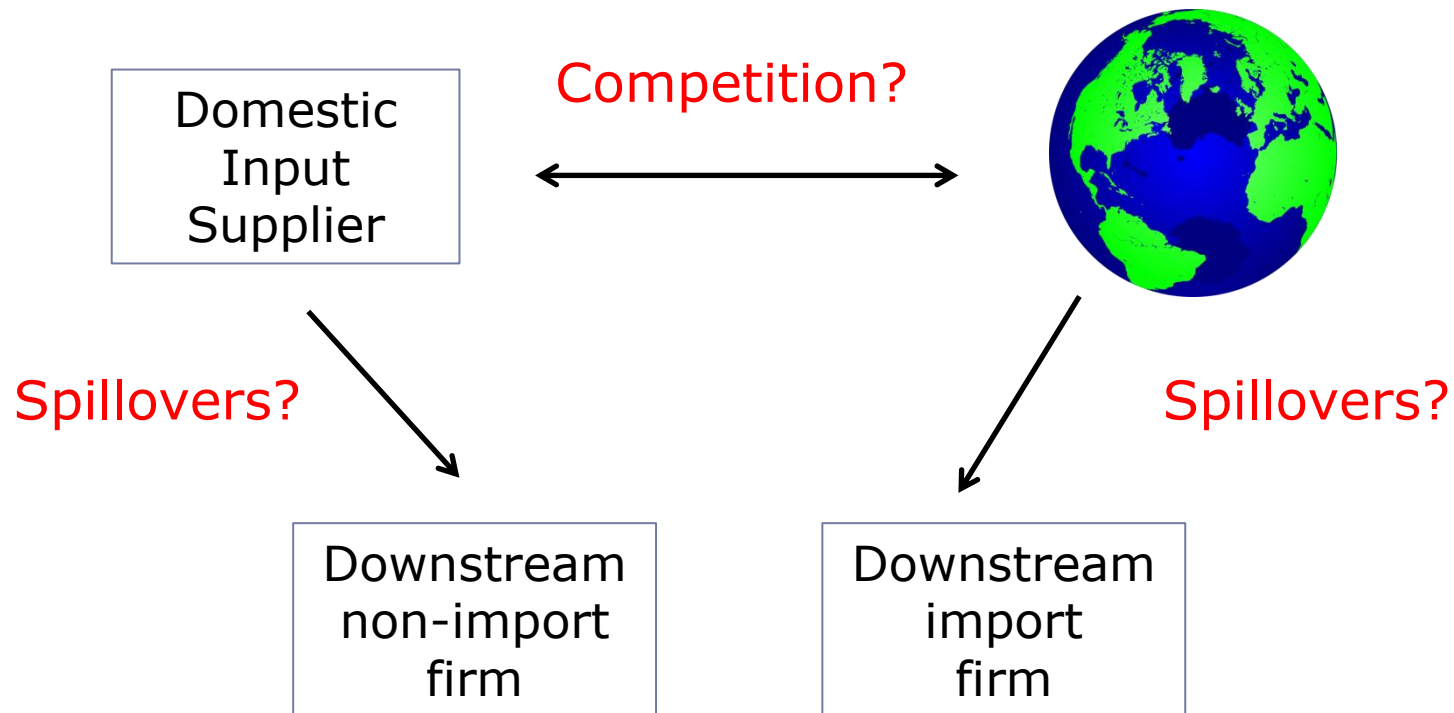 Domestic
Input
Supplier
Competition?
Spillovers?
Spillovers?
Downstream
non-import
firm
Downstream
import
firm